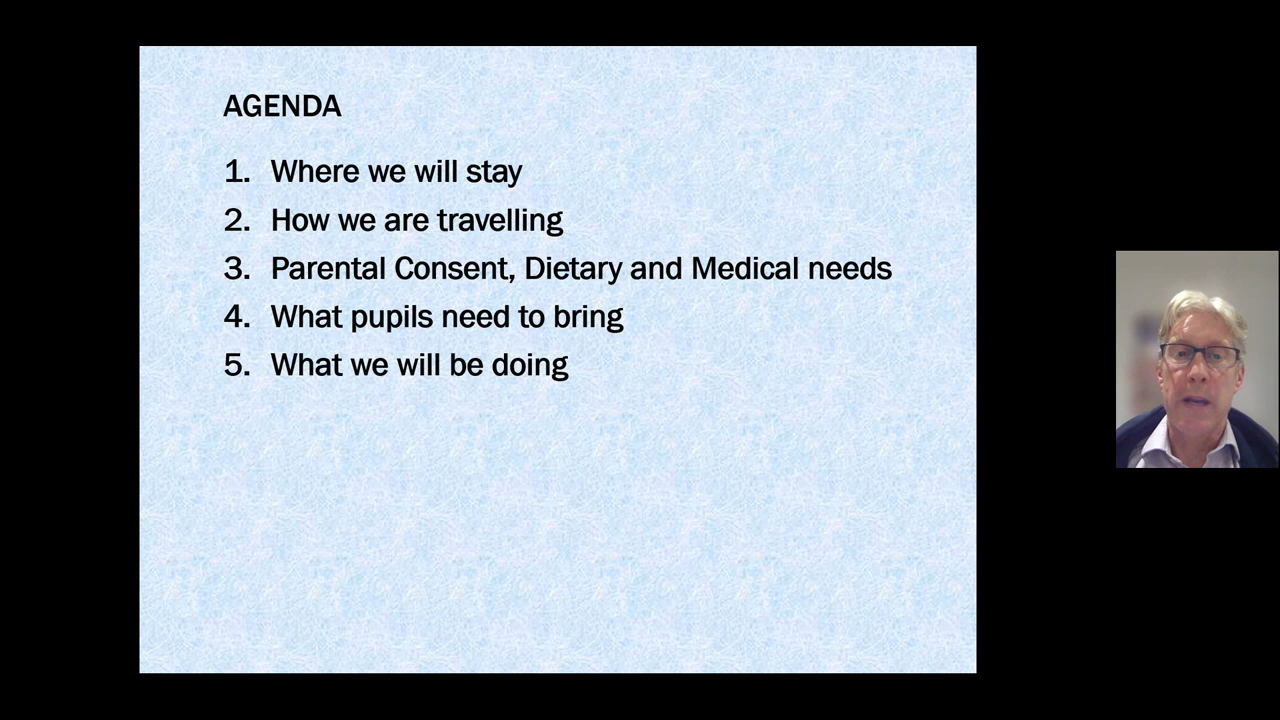 AGENDA
1. Where we will stay
2. How we are travelling
3. Parental Consent, Dietary and Medical needs
4. What pupils need to bring
5. What we will be doing